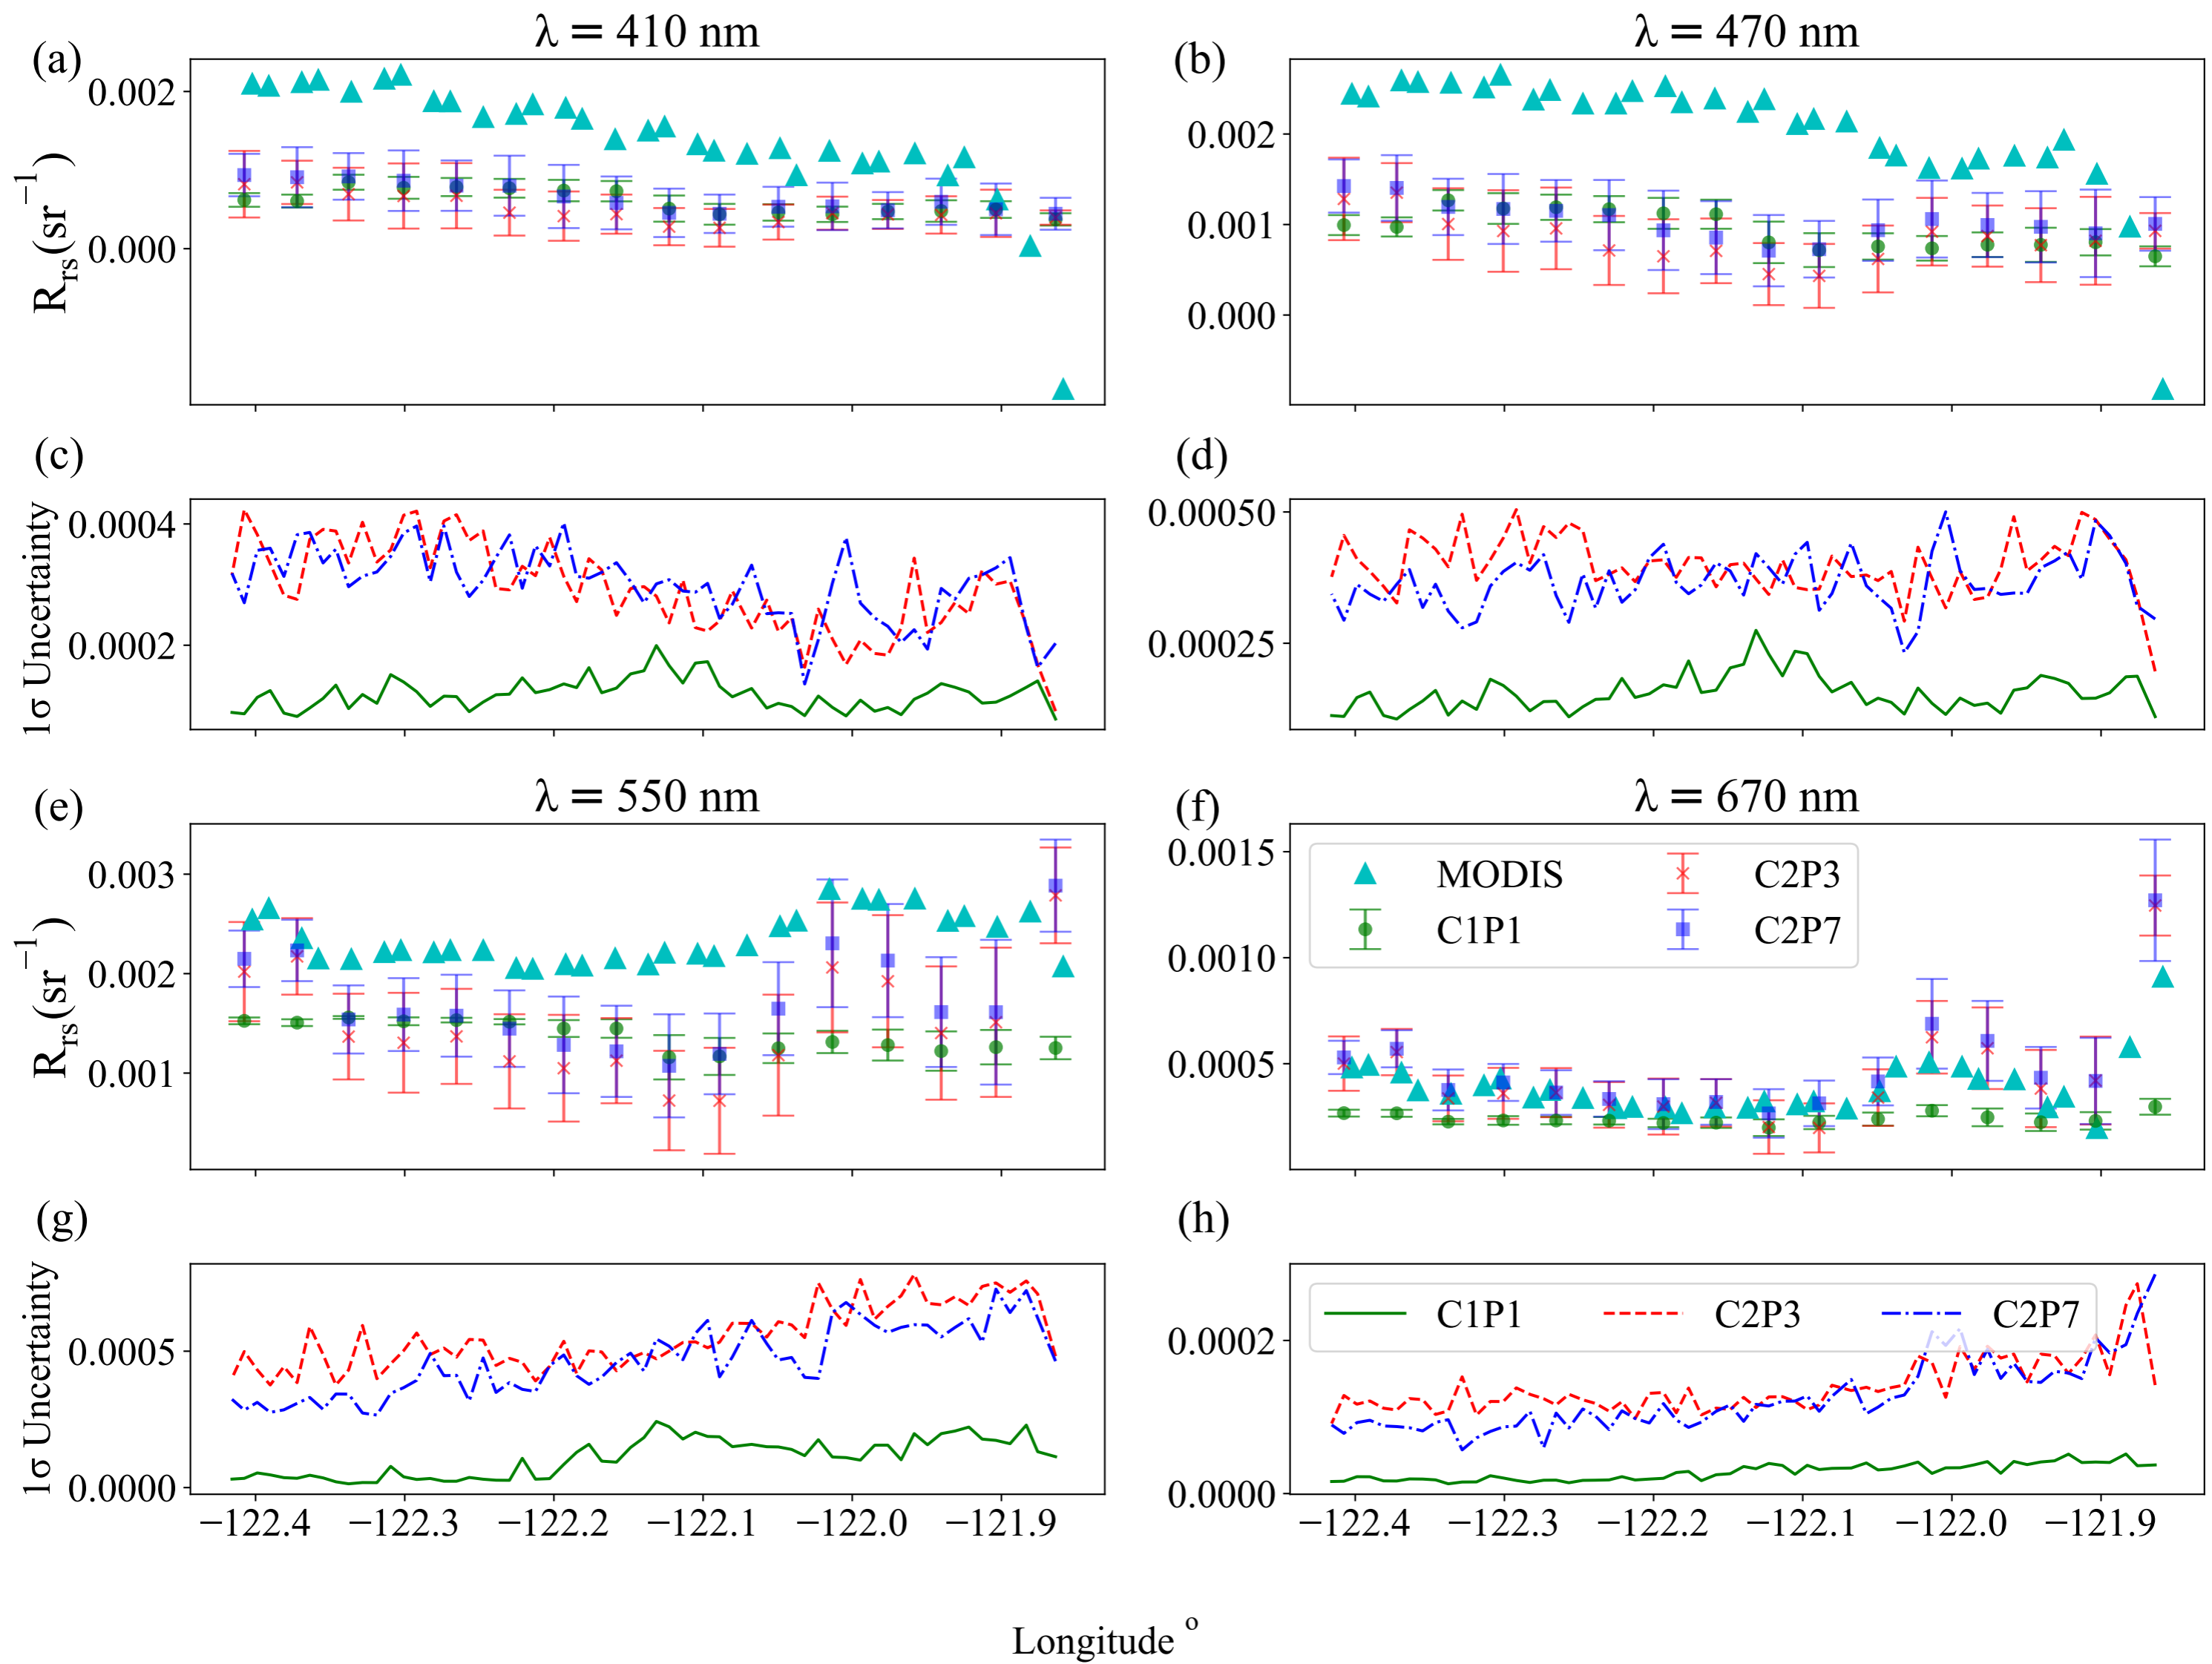 λ = 410 nm
λ = 470 nm
(a)
(b)
0.002
0.000
Rrs(sr−1)
0.002
0.001
0.000
(c)
(d)
0.0004
0.0002
1σ Uncertainty
0.00050
0.00025
λ = 550 nm
λ = 670 nm
(e)
(f)
0.003
0.002
0.001
Rrs(sr−1)
0.0015
0.0010
0.0005
MODIS
C2P3
C1P1
C2P7
(g)
(h)
0.0005
0.0000
1σ Uncertainty
0.0002
0.0000
C1P1
C2P3
C2P7
−122.4 −122.3 −122.2 −122.1 −122.0 −121.9
−122.4 −122.3 −122.2 −122.1 −122.0 −121.9
Longitude o